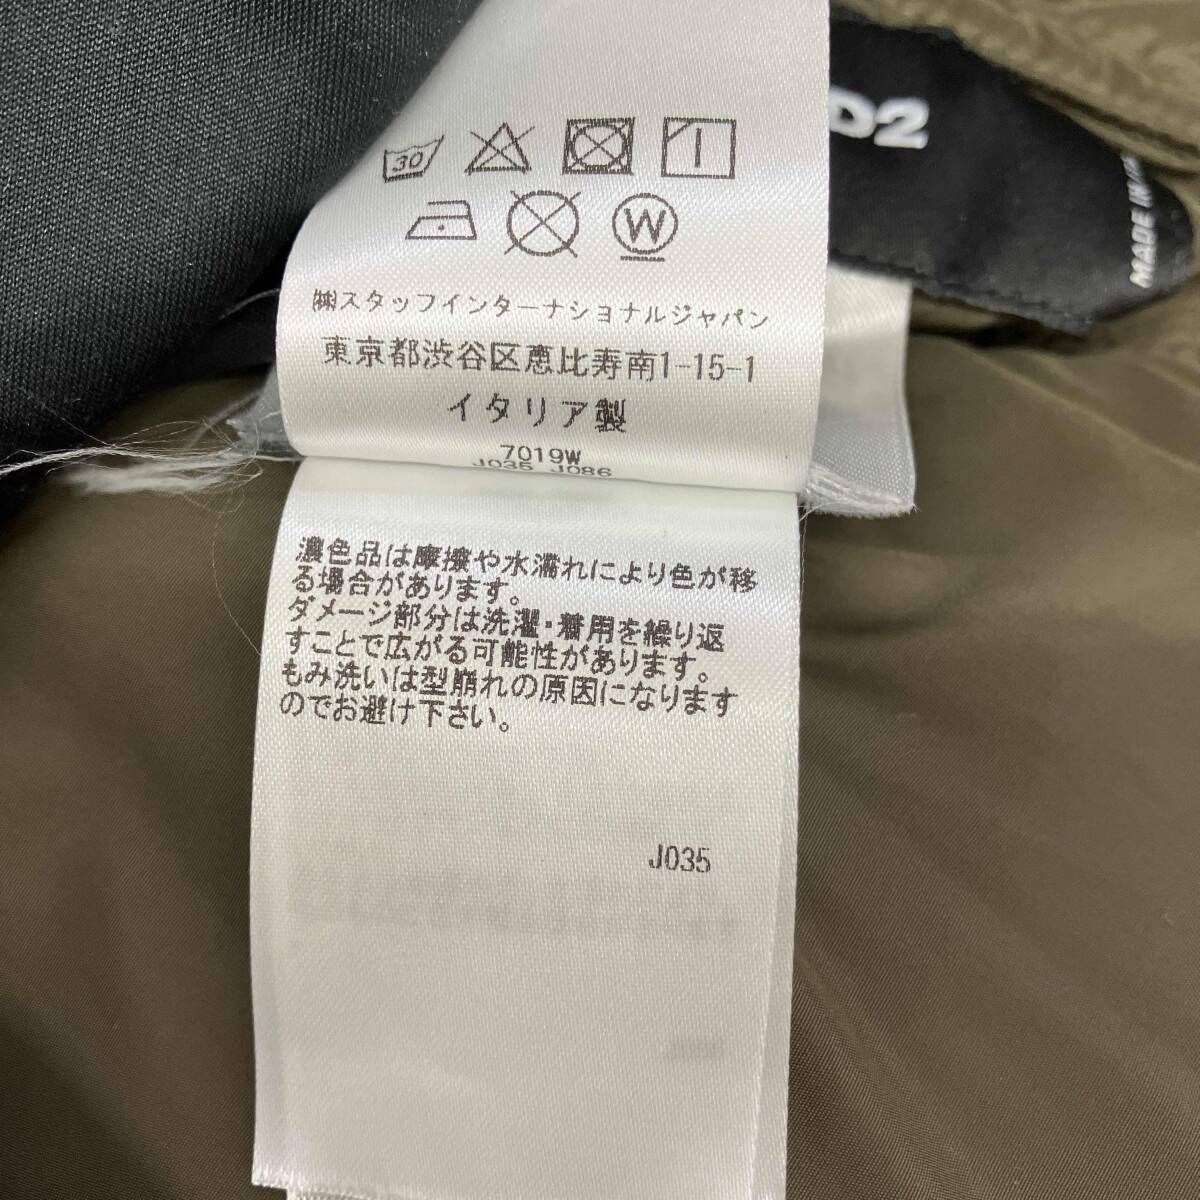 D2
MADE IN
30
W
㈱スタッフインターナショナルジャパン
東京都渋谷区恵比寿南1-15-1
イタリア製
7019W
J035 J086
濃色品は摩擦や水濡れにより色が移
る場合があります。
ダメージ部分は洗濯・着用を繰り返
すことで広がる可能性があります。
もみ洗いは型崩れの原因になります
のでお避け下さい。
J035